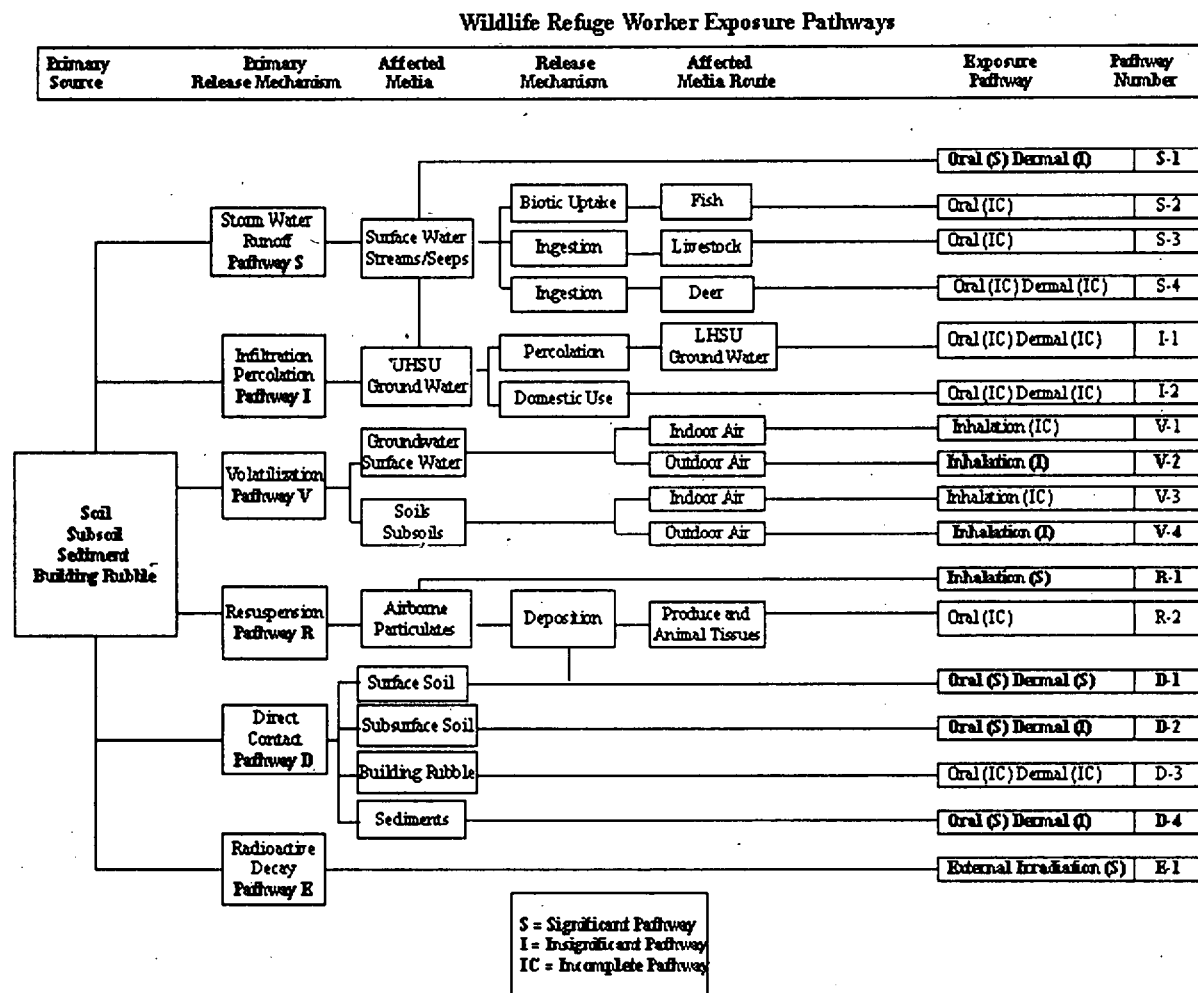 Wildlife Refuge Worker Exposure Pathways
Primary Source
Primary Release Mechanism
Affected Media
Release Mechanism
Affected Media Route
Exposure Pathway
Pathway Number
Oral (S) Dermal (I) S-1
Storm Water
Runoff
Pathway S
Surface Water
Streams/Seeps
Biotic Uptake
Fish
Oral (IC) S-2
Ingestion
Livestock
Oral (IC) S-3
Ingestion
Deer
Oral (IC) Dermal (IC) S-4
Infiltration
Percolation
Pathway I
UHSU
Ground Water
Percolation
LHSU
Ground Water
Oral (IC) Dermal (IC) I-1
Domestic Use
Oral (IC) Dermal (IC) I-2
Soil
Subsoil
Sediment
Building Rubble
Volatilization
Pathway V
Groundwater
Surface Water
Indoor Air
Inhalation (IC) V-1
Outdoor Air
Inhalation (I) V-2
Soils
Subsoils
Indoor Air
Inhalation (IC) V-3
Outdoor Air
Inhalation (I) V-4
Inhalation (S) R-1
Resuspension
Pathway R
Airborne
Particulates
Deposition
Produce and
Animal Tissues
Oral (IC) R-2
Direct
Contact
Pathway D
Surface Soil
Oral (S) Dermal (S) D-1
Subsurface Soil
Oral (S) Dermal (I) D-2
Building Rubble
Oral (IC) Dermal (IC) D-3
Sediments
Oral (S) Dermal (I) D-4
Radioactive
Decay
Pathway E
External Irradiation (S) E-1
S = Significant Pathway
I = Insignificant Pathway
IC = Incomplete Pathway